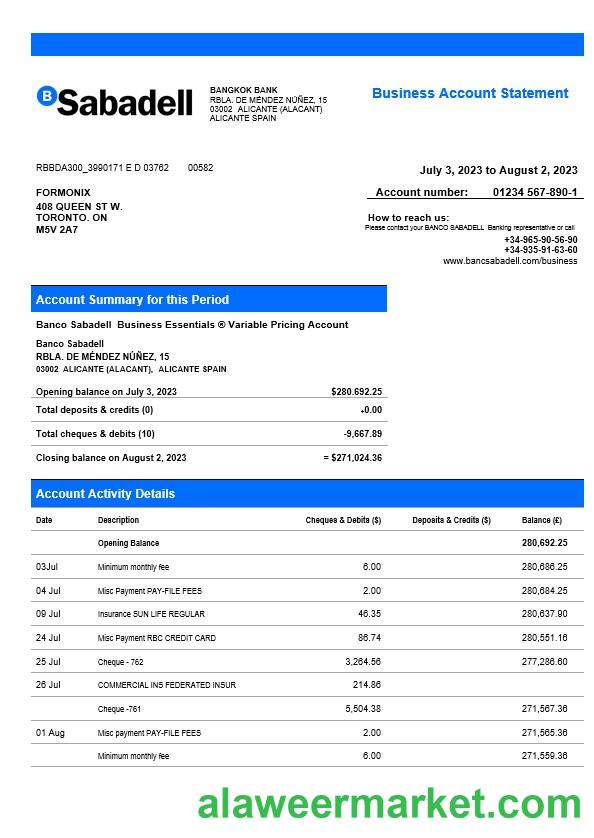 B Sabadell
BANGKOK BANK
RBLA. DE MÉNDEZ NÚÑEZ, 15
03002 ALICANTE (ALACANT)
ALICANTE SPAIN
Business Account Statement
RBBDA300_3990171 E D 03762 00582
July 3, 2023 to August 2, 2023
Account number: 01234 567-890-1
FORMONIX
408 QUEEN ST W.
TORONTO. ON
M5V 2A7
How to reach us:
Please contact your BANCO SABADELL Banking representative or call
+34-965-90-56-90
+34-935-91-63-60
www.bancsabadell.com/business
Account Summary for this Period
Banco Sabadell Business Essentials ® Variable Pricing Account
Banco Sabadell
RBLA. DE MÉNDEZ NÚÑEZ, 15
03002 ALICANTE (ALACANT), ALICANTE SPAIN
Opening balance on July 3, 2023 $280.692.25
Total deposits & credits (0) +0.00
Total cheques & debits (10) -9,667.89
Closing balance on August 2, 2023 = $271,024.36
Account Activity Details
Date Description Cheques & Debits ($) Deposits & Credits ($) Balance (£)
Opening Balance 280,692.25
03Jul Minimum monthly fee 6.00 280,686.25
04 Jul Misc Payment PAY-FILE FEES 2.00 280,684.25
09 Jul Insurance SUN LIFE REGULAR 46.35 280,637.90
24 Jul Misc Payment RBC CREDIT CARD 86.74 280,551.16
25 Jul Cheque - 762 3,264.56 277,286.60
26 Jul COMMERCIAL INS FEDERATED INSUR 214.86
Cheque -761 5,504.38 271,567.36
01 Aug Misc payment PAY-FILE FEES 2.00 271,565.36
Minimum monthly fee 6.00 271,559.36
alaweermarket.com